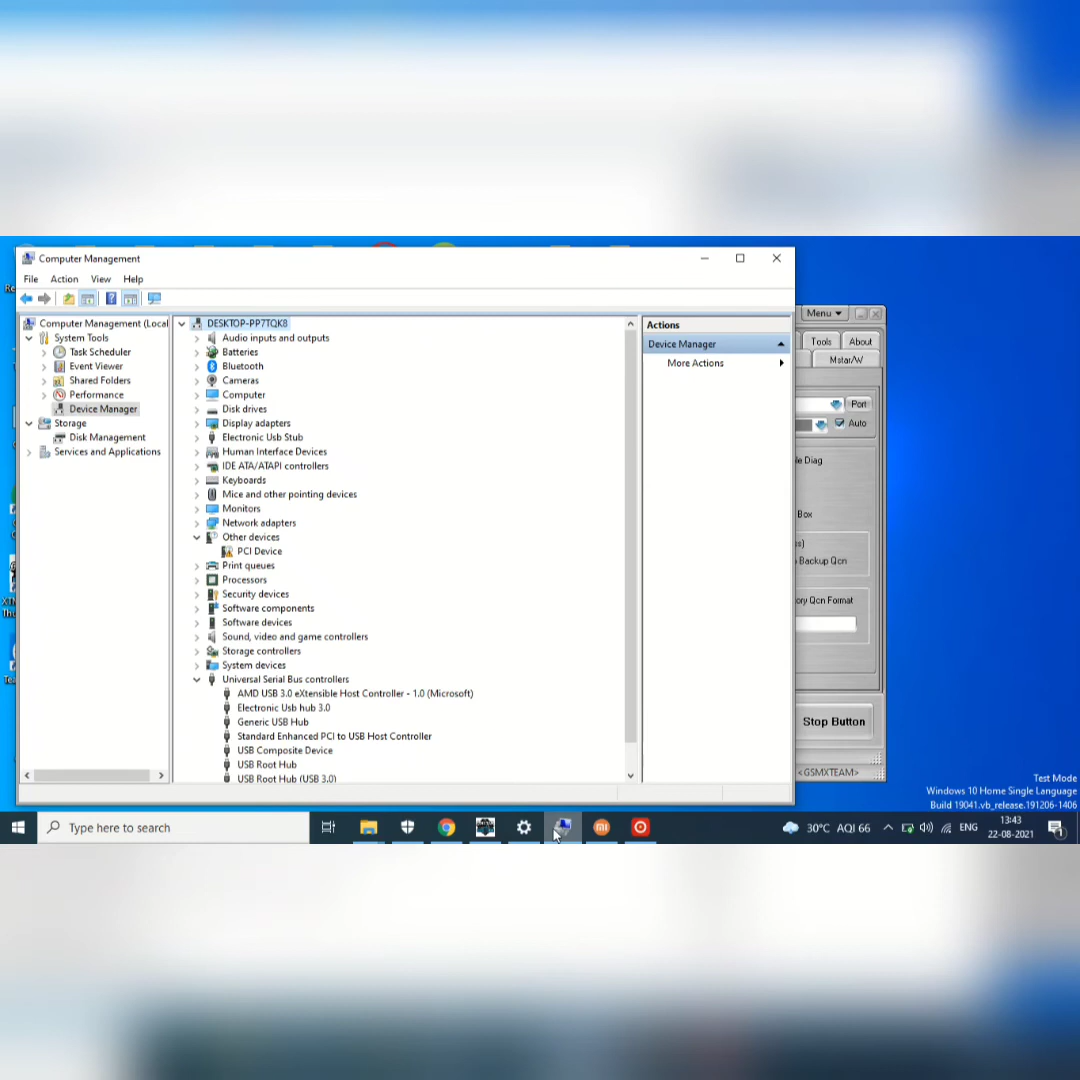 Computer Management
File Action View Help
Computer Management (Local
System Tools
Task Scheduler
Event Viewer
Shared Folders
Performance
Device Manager
Storage
Disk Management
Services and Applications
DESKTOP-PP7TQK8
Audio inputs and outputs
Batteries
Bluetooth
Cameras
Computer
Disk drives
Display adapters
Electronic Usb Stub
Human Interface Devices
IDE ATA/ATAPI controllers
Keyboards
Mice and other pointing devices
Monitors
Network adapters
Other devices
PCI Device
Print queues
Processors
Security devices
Software components
Software devices
Sound, video and game controllers
Storage controllers
System devices
Universal Serial Bus controllers
AMD USB 3.0 eXtensible Host Controller - 1.0 (Microsoft)
Electronic Usb hub 3.0
Generic USB Hub
Standard Enhanced PCI to USB Host Controller
USB Composite Device
USB Root Hub
USB Root Hub (USB 3.0)
Actions
Device Manager
More Actions
Menu
Tools About
Mstar/W
Port
Auto
le Diag
Box
Backup Qcn
ory Qcn Format
Stop Button
<GSMXTEAM>
Test Mode
Windows 10 Home Single Language
Build 19041.vb_release.191206-1406
Type here to search
30°C AQI 66
ENG
13:43
22-08-2021
1